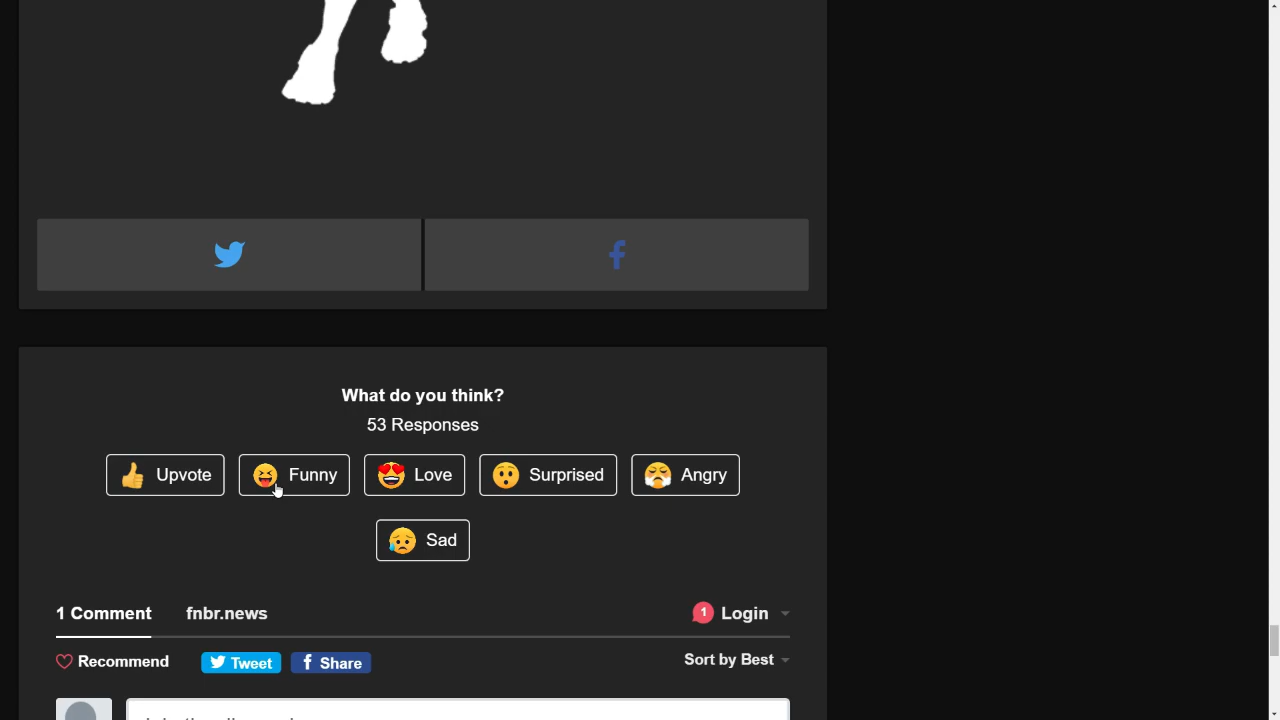 What do you think?
53 Responses
Upvote Funny Love Surprised Angry
Sad
1 Comment fnbr.news 1 Login
Recommend Tweet Share Sort by Best